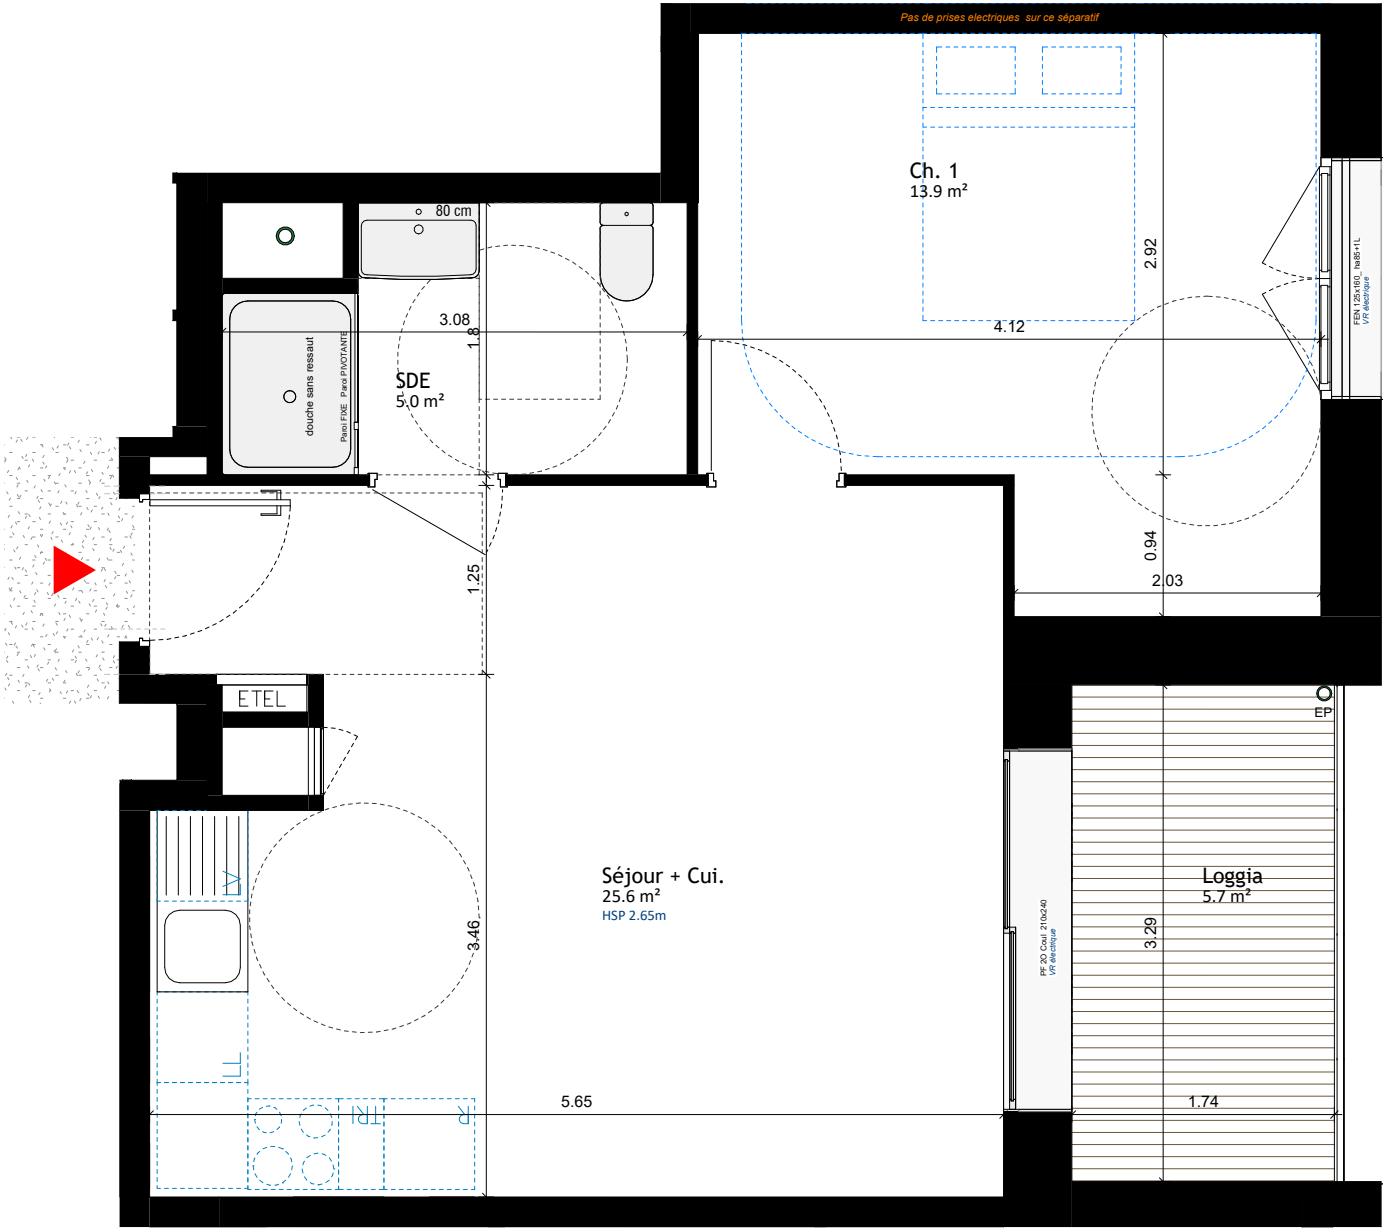 Pas de prises electriques sur ce séparatif
Ch. 1
13.9 m²
80 cm
2.92
FEN 125x160_ ha85+1L
VR électrique
3.08
1.8
4.12
douche sans ressaut
Paroi FIXE Paroi PIVOTANTE
SDE
5.0 m²
0.94
1.25
2.03
ETEL
EP
LV
Séjour + Cui.
25.6 m²
HSP 2.65m
Loggia
5.7 m²
3.46
3.29
PF 2O Coul 210x240
VR électrique
LL
5.65
1.74
TRI
R